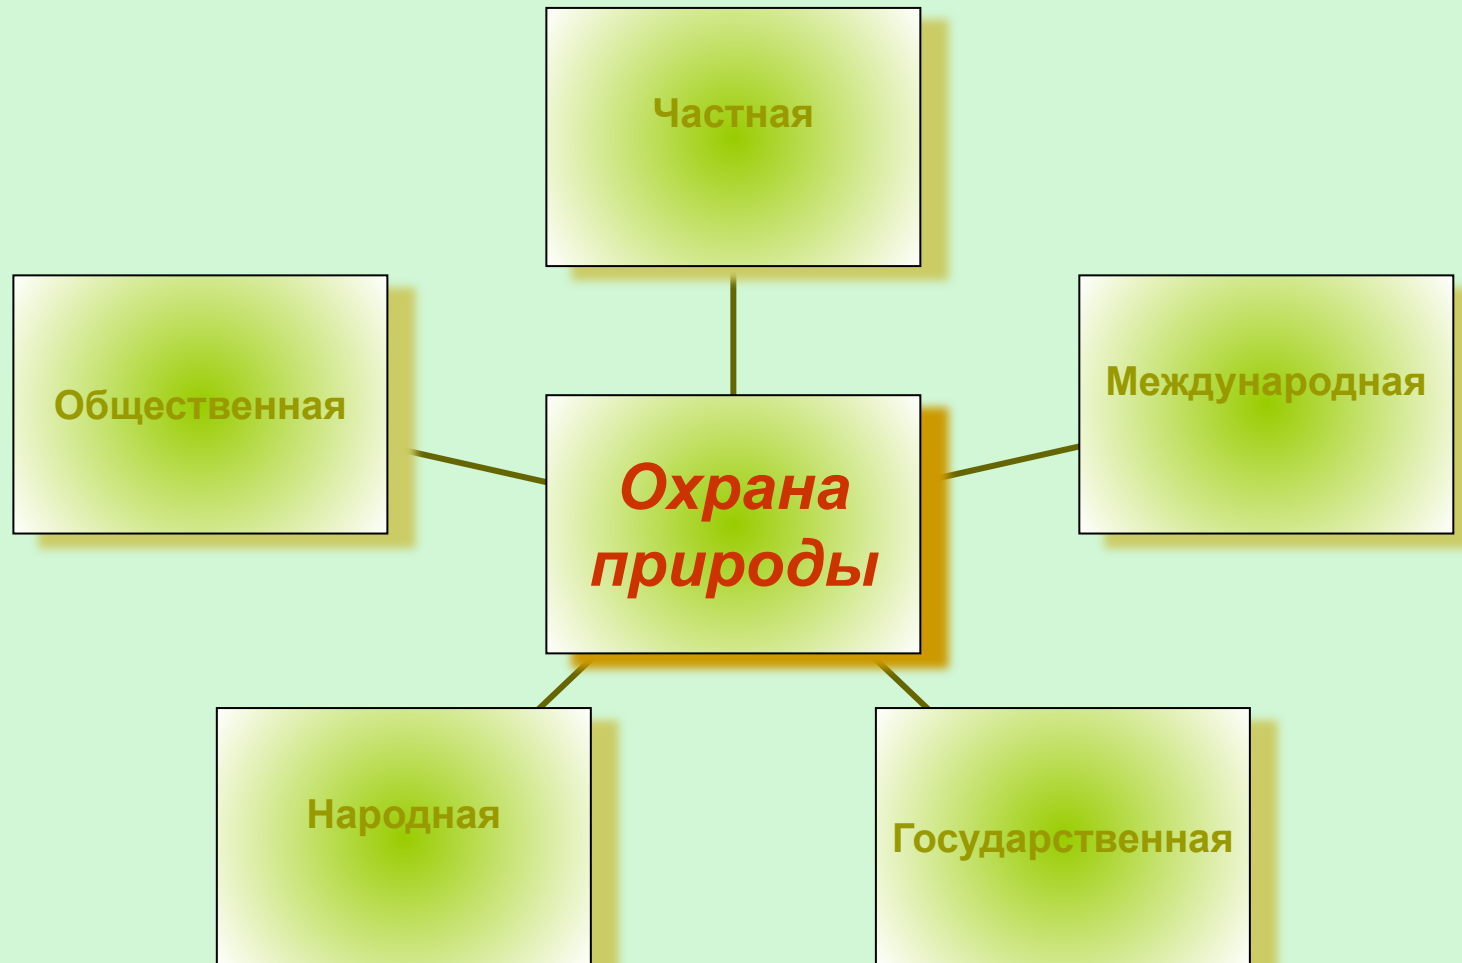 Частная
Общественная
Международная
Охрана
природы
Народная
Государственная